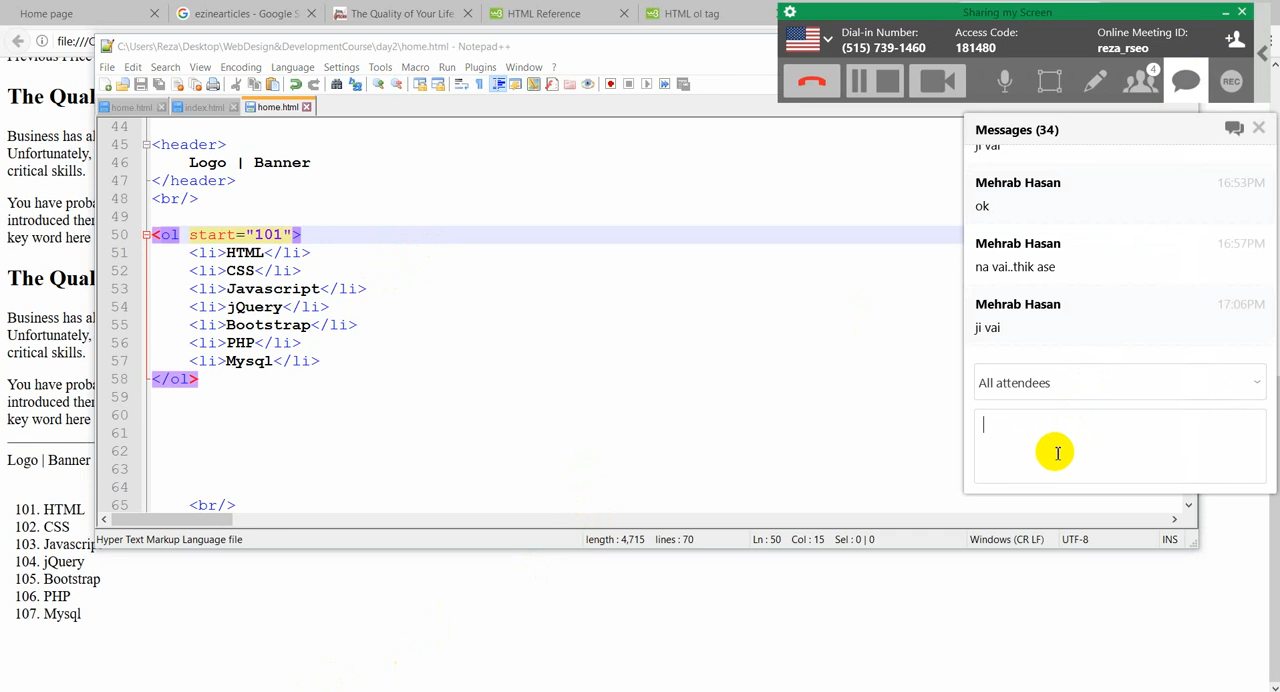 Home page
ezinearticles - Google S
The Quality of Your Life
HTML Reference
HTML ol tag
file:///C
Sharing my Screen
Dial-in Number:
(515) 739-1460
Access Code:
181480
Online Meeting ID:
reza_rseo
4
REC
C:\Users\Reza\Desktop\WebDesign&DevelopmentCourse\day2\home.html - Notepad++
File Edit Search View Encoding Language Settings Tools Macro Run Plugins Window ?
home.html index.html home.html
44
45 <header>
46 Logo | Banner
47 </header>
48 <br/>
49
50 <ol start="101">
51 <li>HTML</li>
52 <li>CSS</li>
53 <li>Javascript</li>
54 <li>jQuery</li>
55 <li>Bootstrap</li>
56 <li>PHP</li>
57 <li>Mysql</li>
58 </ol>
59
60
61
62
63
64
65 <br/>
Hyper Text Markup Language file length : 4,715 lines : 70 Ln : 50 Col : 15 Sel : 0 | 0 Windows (CR LF) UTF-8 INS
Messages (34)
ji vai
Mehrab Hasan 16:53PM
ok
Mehrab Hasan 16:57PM
na vai..thik ase
Mehrab Hasan 17:06PM
ji vai
All attendees
Previous Price
The Qual
Business has al
Unfortunately,
critical skills.
You have proba
introduced then
key word here
The Qual
Business has al
Unfortunately,
critical skills.
You have proba
introduced then
key word here
Logo | Banner
101. HTML
102. CSS
103. Javascrip
104. jQuery
105. Bootstrap
106. PHP
107. Mysql